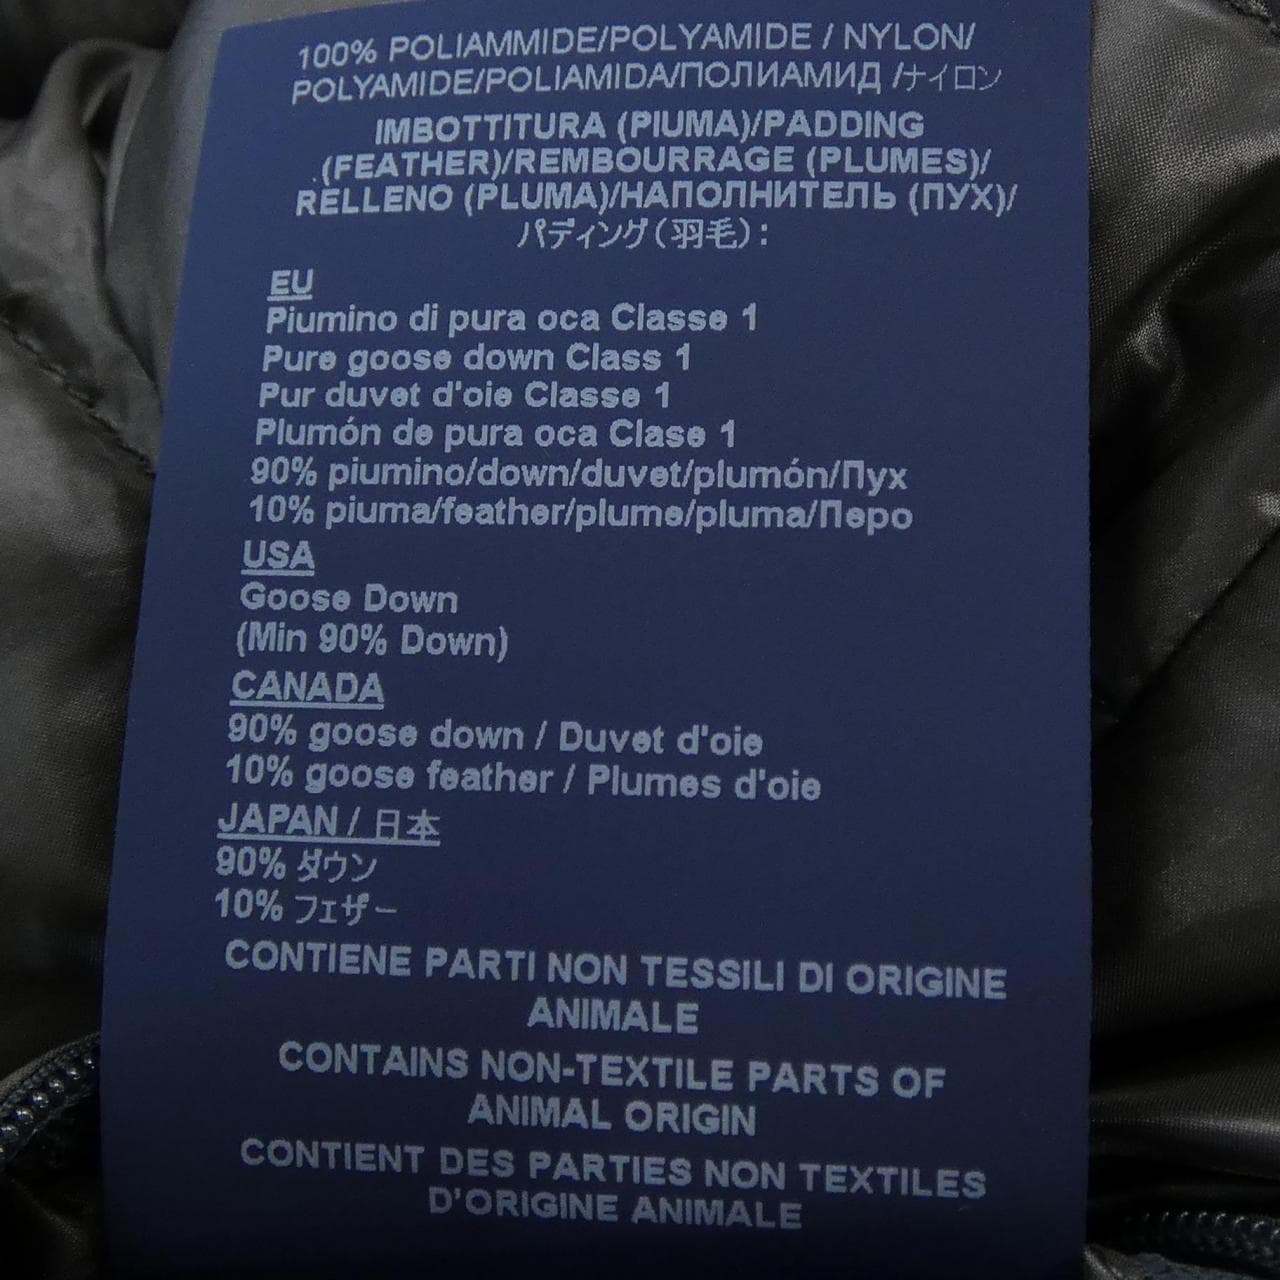 100% POLIAMMIDE/POLYAMIDE / NYLON/
POLYAMIDE/POLIAMIDA/ПОЛИАМИД /ナイロン
IMBOTTITURA (PIUMA)/PADDING
(FEATHER)/REMBOURRAGE (PLUMES)/
RELLENO (PLUMA)/НАПОЛНИТЕЛЬ (ПУХ)/
パディング(羽毛):
EU
Piumino di pura oca Classe 1
Pure goose down Class 1
Pur duvet d'oie Classe 1
Plumón de pura oca Clase 1
90% piumino/down/duvet/plumón/Пух
10% piuma/feather/plume/pluma/Перо
USA
Goose Down
(Min 90% Down)
CANADA
90% goose down / Duvet d'oie
10% goose feather / Plumes d'oie
JAPAN / 日本
90% ダウン
10% フェザー
CONTIENE PARTI NON TESSILI DI ORIGINE
ANIMALE
CONTAINS NON-TEXTILE PARTS OF
ANIMAL ORIGIN
CONTIENT DES PARTIES NON TEXTILES
D'ORIGINE ANIMALE